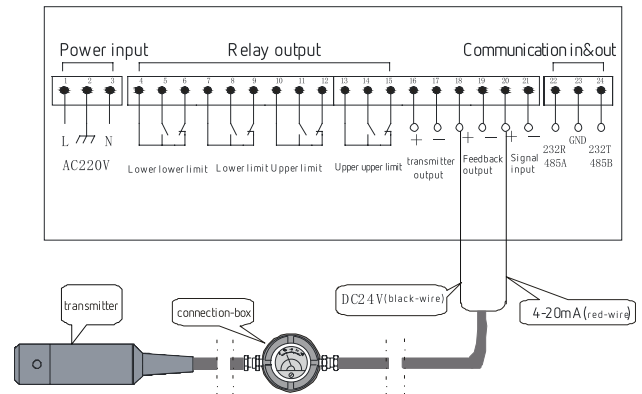 Power input Relay output Communication in&out
1 2 3 4 5 6 7 8 9 10 11 12 13 14 15 16 17 18 19 20 21 22 23 24
L N
AC220V
Lower lower limit
Lower limit
Upper limit
Upper upper limit
+ −
transmitter
output
+ −
Feedback
output
+ −
Signal
input
232R
485A
GND
232T
485B
DC24V(black-wire)
4-20mA(red-wire)
transmitter
connection-box